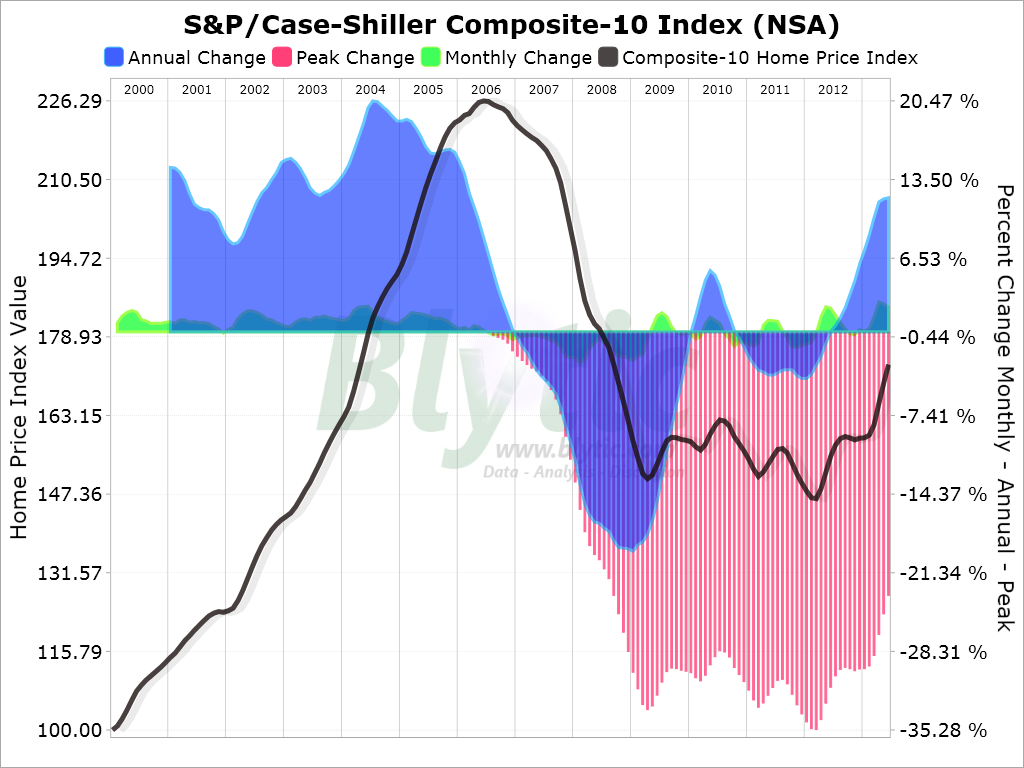 S&P/Case-Shiller Composite-10 Index (NSA)
Annual Change Peak Change Monthly Change Composite-10 Home Price Index
2000 2001 2002 2003 2004 2005 2006 2007 2008 2009 2010 2011 2012
226.29
210.50
194.72
178.93
163.15
147.36
131.57
115.79
100.00
Home Price Index Value
20.47 %
13.50 %
6.53 %
-0.44 %
-7.41 %
-14.37 %
-21.34 %
-28.31 %
-35.28 %
Percent Change Monthly - Annual - Peak
Blytic
Data -